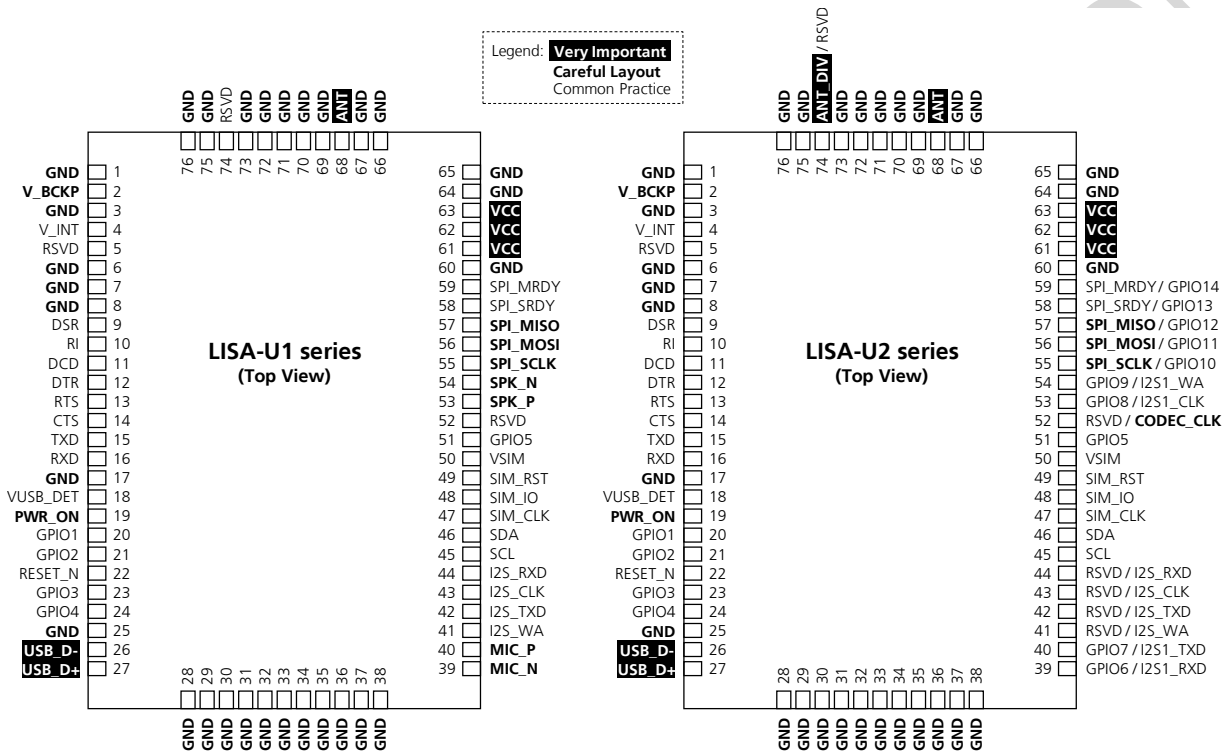 Legend: Very Important
Careful Layout
Common Practice
GND
GND
RSVD
GND
GND
GND
GND
GND
ANT
GND
GND
76
75
74
73
72
71
70
69
68
67
66
GND 1
V_BCKP 2
GND 3
V_INT 4
RSVD 5
GND 6
GND 7
GND 8
DSR 9
RI 10
DCD 11
DTR 12
RTS 13
CTS 14
TXD 15
RXD 16
GND 17
VUSB_DET 18
PWR_ON 19
GPIO1 20
GPIO2 21
RESET_N 22
GPIO3 23
GPIO4 24
GND 25
USB_D- 26
USB_D+ 27
LISA-U1 series
(Top View)
65 GND
64 GND
63 VCC
62 VCC
61 VCC
60 GND
59 SPI_MRDY
58 SPI_SRDY
57 SPI_MISO
56 SPI_MOSI
55 SPI_SCLK
54 SPK_N
53 SPK_P
52 RSVD
51 GPIO5
50 VSIM
49 SIM_RST
48 SIM_IO
47 SIM_CLK
46 SDA
45 SCL
44 I2S_RXD
43 I2S_CLK
42 I2S_TXD
41 I2S_WA
40 MIC_P
39 MIC_N
28
29
30
31
32
33
34
35
36
37
38
GND
GND
GND
GND
GND
GND
GND
GND
GND
GND
GND
GND
GND
ANT_DIV / RSVD
GND
GND
GND
GND
GND
ANT
GND
GND
76
75
74
73
72
71
70
69
68
67
66
GND 1
V_BCKP 2
GND 3
V_INT 4
RSVD 5
GND 6
GND 7
GND 8
DSR 9
RI 10
DCD 11
DTR 12
RTS 13
CTS 14
TXD 15
RXD 16
GND 17
VUSB_DET 18
PWR_ON 19
GPIO1 20
GPIO2 21
RESET_N 22
GPIO3 23
GPIO4 24
GND 25
USB_D- 26
USB_D+ 27
LISA-U2 series
(Top View)
65 GND
64 GND
63 VCC
62 VCC
61 VCC
60 GND
59 SPI_MRDY / GPIO14
58 SPI_SRDY / GPIO13
57 SPI_MISO / GPIO12
56 SPI_MOSI / GPIO11
55 SPI_SCLK / GPIO10
54 GPIO9 / I2S1_WA
53 GPIO8 / I2S1_CLK
52 RSVD / CODEC_CLK
51 GPIO5
50 VSIM
49 SIM_RST
48 SIM_IO
47 SIM_CLK
46 SDA
45 SCL
44 RSVD / I2S_RXD
43 RSVD / I2S_CLK
42 RSVD / I2S_TXD
41 RSVD / I2S_WA
40 GPIO7 / I2S1_TXD
39 GPIO6 / I2S1_RXD
28
29
30
31
32
33
34
35
36
37
38
GND
GND
GND
GND
GND
GND
GND
GND
GND
GND
GND